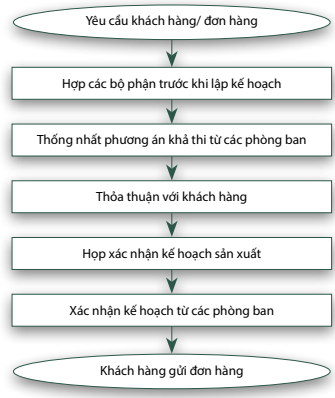 Yêu cầu khách hàng/ đơn hàng
Hợp các bộ phận trước khi lập kế hoạch
Thống nhất phương án khả thi từ các phòng ban
Thỏa thuận với khách hàng
Họp xác nhận kế hoạch sản xuất
Xác nhận kế hoạch từ các phòng ban
Khách hàng gửi đơn hàng